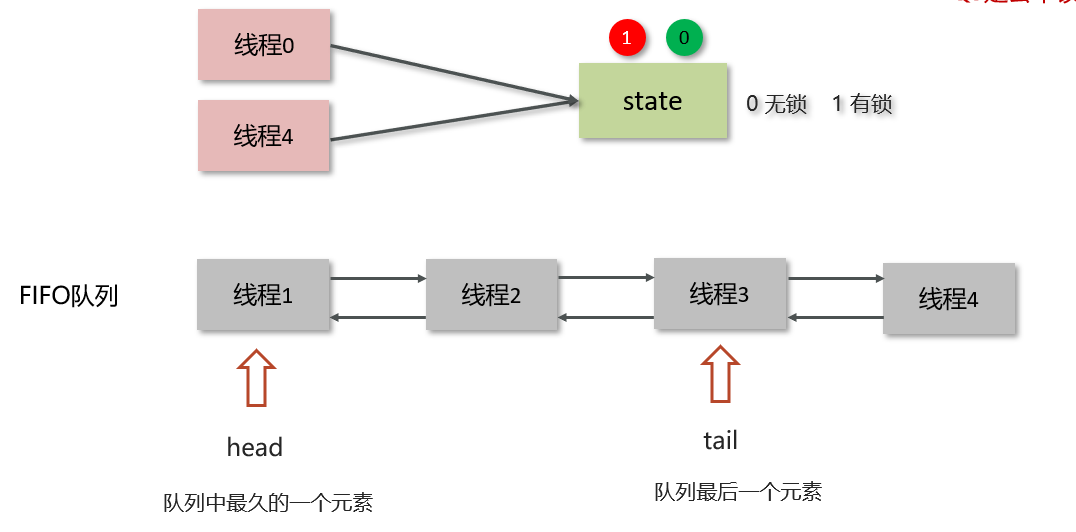 线程0
1
0
state
0 无锁
1 有锁
线程4
FIFO队列
线程1
线程2
线程3
线程4
head
tail
队列中最久的一个元素
队列最后一个元素